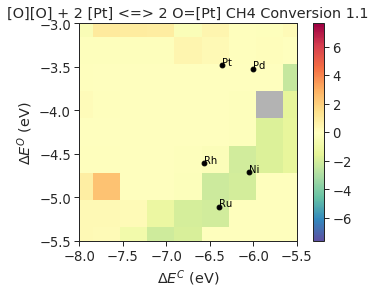 [O][O] + 2 [Pt] <=> 2 O=[Pt] CH4 Conversion 1.1
−3.0
−3.5
−4.0
−4.5
−5.0
−5.5
ΔE^O (eV)
Pt
Pd
Rh
Ni
Ru
−8.0 −7.5 −7.0 −6.5 −6.0 −5.5
ΔE^C (eV)
6
4
2
0
−2
−4
−6